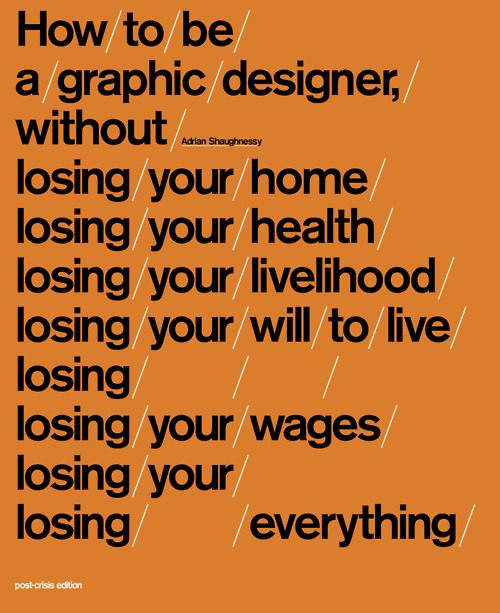 How/to/be/
a/graphic/designer,/
without/
Adrian Shaughnessy
losing/your/home/
losing/your/health/
losing/your/livelihood/
losing/your/will/to/live/
losing/ / /
losing/your/wages/
losing/your/
losing/ /everything/
post-crisis edition